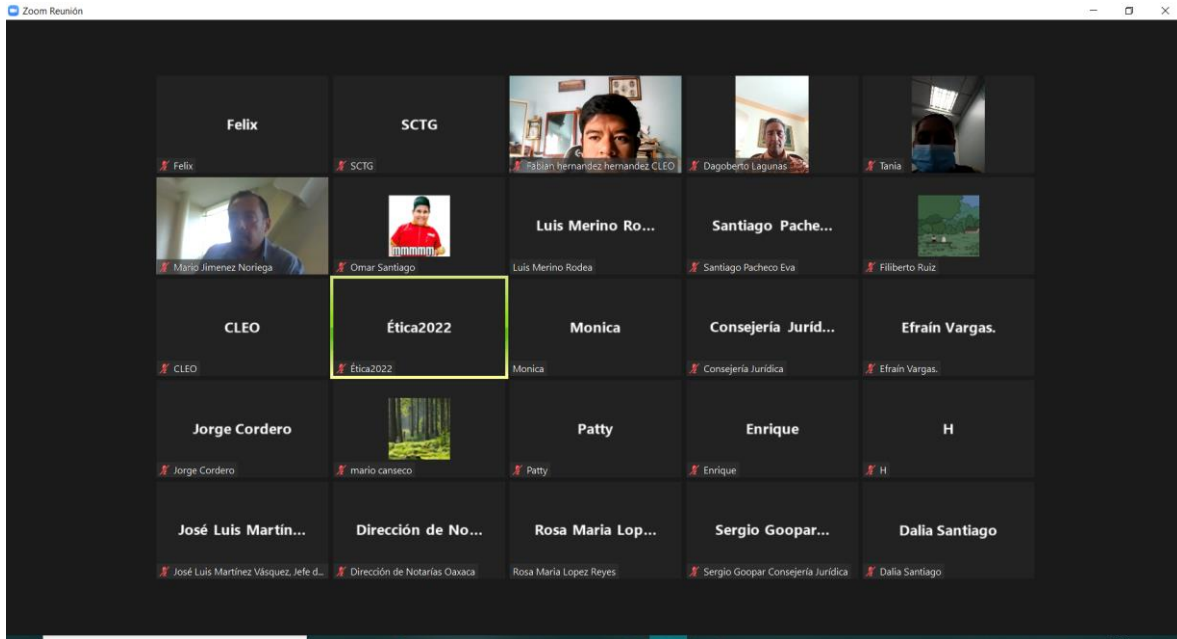 Zoom Reunión
Felix
SCTG
Felix
SCTG
Fabian hernandez hernandez CLEO
Dagoberto Lagunas
Tania
mmmmm
Luis Merino Ro...
Santiago Pache...
Mario Jimenez Noriega
Omar Santiago
Luis Merino Rodea
Santiago Pacheco Eva
Filiberto Ruiz
CLEO
Ética2022
Monica
Consejería Juríd...
Efraín Vargas.
CLEO
Ética2022
Monica
Consejería Jurídica
Efraín Vargas.
Jorge Cordero
Patty
Enrique
H
Jorge Cordero
mario canseco
Patty
Enrique
H
José Luis Martín...
Dirección de No...
Rosa Maria Lop...
Sergio Goopar...
Dalia Santiago
José Luis Martínez Vásquez, Jefe d...
Dirección de Notarías Oaxaca
Rosa Maria Lopez Reyes
Sergio Goopar Consejería Jurídica
Dalia Santiago